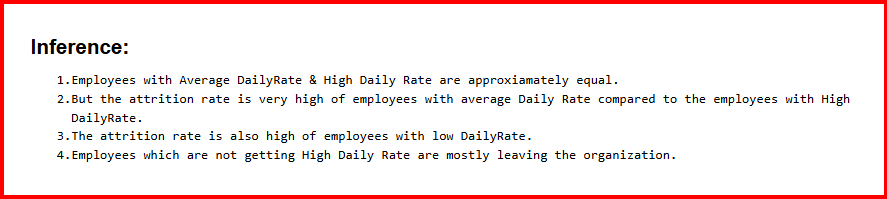 Inference:
1.Employees with Average DailyRate & High Daily Rate are approxiamately equal.
2.But the attrition rate is very high of employees with average Daily Rate compared to the employees with High
DailyRate.
3.The attrition rate is also high of employees with low DailyRate.
4.Employees which are not getting High Daily Rate are mostly leaving the organization.